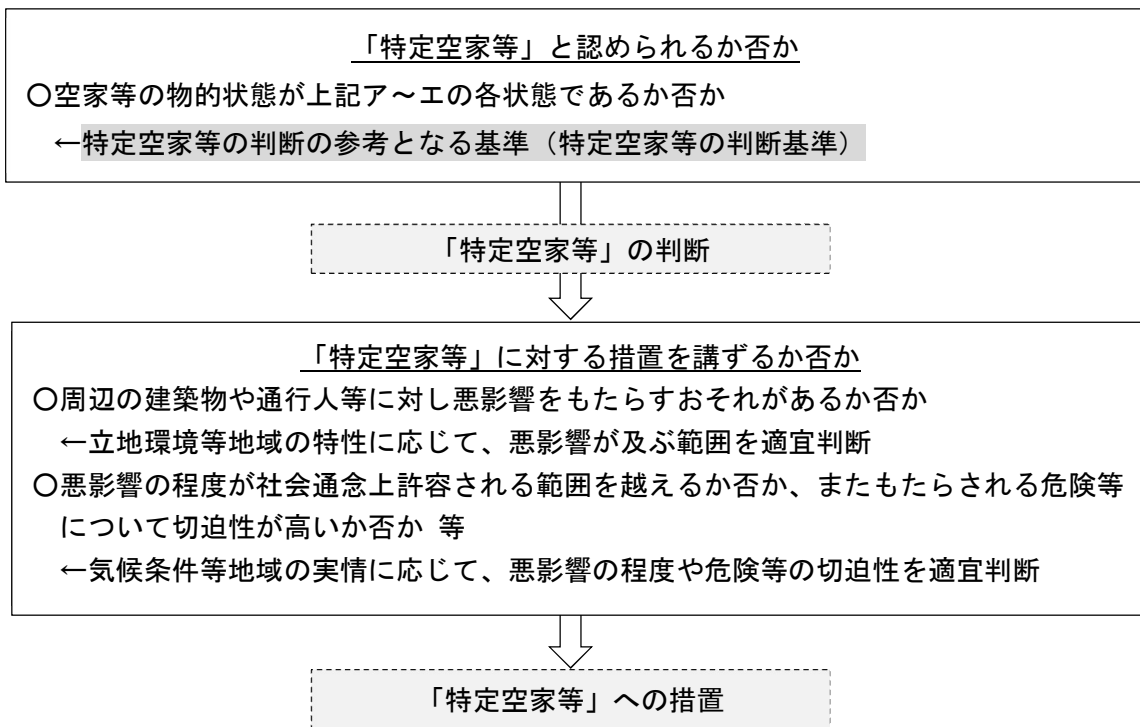 「特定空家等」と認められるか否か
〇空家等の物的状態が上記ア～エの各状態であるか否か
←特定空家等の判断の参考となる基準（特定空家等の判断基準）
「特定空家等」の判断
「特定空家等」に対する措置を講ずるか否か
〇周辺の建築物や通行人等に対し悪影響をもたらすおそれがあるか否か
←立地環境等地域の特性に応じて、悪影響が及ぶ範囲を適宜判断
〇悪影響の程度が社会通念上許容される範囲を越えるか否か、またもたらされる危険等
について切迫性が高いか否か 等
←気候条件等地域の実情に応じて、悪影響の程度や危険等の切迫性を適宜判断
「特定空家等」への措置